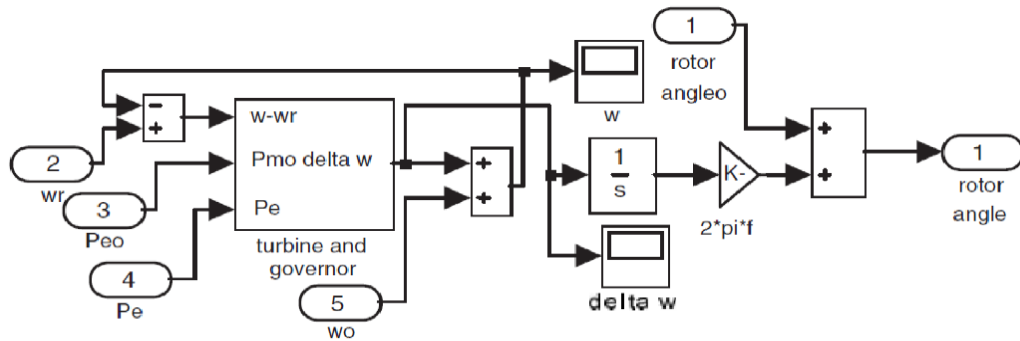 1
rotor
angleo
w
−
+
w-wr
Pmo delta w
Pe
turbine and
governor
2
wr
3
Peo
4
Pe
5
wo
+
+
1
s
K-
2*pi*f
delta w
+
+
1
rotor
angle